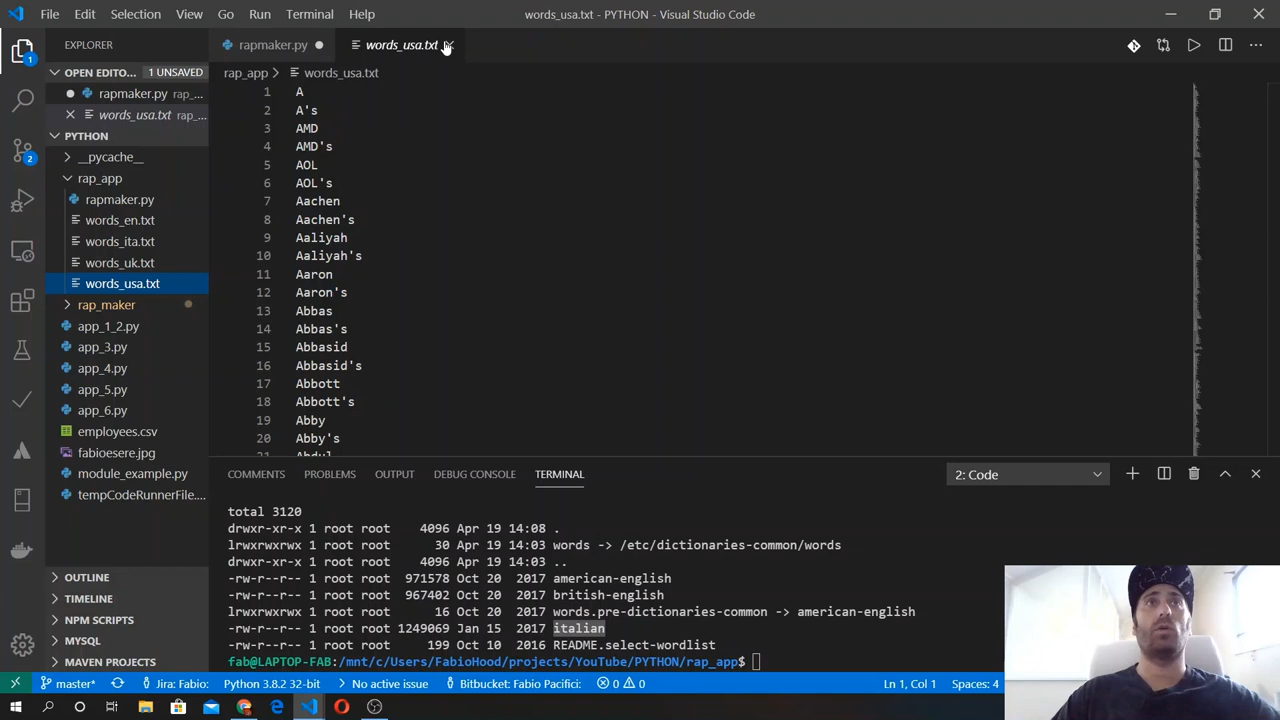 File Edit Selection View Go Run Terminal Help
words_usa.txt - PYTHON - Visual Studio Code
EXPLORER
OPEN EDITO... 1 UNSAVED
rapmaker.py rap_...
words_usa.txt rap_...
PYTHON
__pycache__
rap_app
rapmaker.py
words_en.txt
words_ita.txt
words_uk.txt
words_usa.txt
rap_maker
app_1_2.py
app_3.py
app_4.py
app_5.py
app_6.py
employees.csv
fabioesere.jpg
module_example.py
tempCodeRunnerFile....
OUTLINE
TIMELINE
NPM SCRIPTS
MYSQL
MAVEN PROJECTS
1
2
rapmaker.py
words_usa.txt
rap_app > words_usa.txt
1 A
2 A's
3 AMD
4 AMD's
5 AOL
6 AOL's
7 Aachen
8 Aachen's
9 Aaliyah
10 Aaliyah's
11 Aaron
12 Aaron's
13 Abbas
14 Abbas's
15 Abbasid
16 Abbasid's
17 Abbott
18 Abbott's
19 Abby
20 Abby's
21 Abdul
COMMENTS PROBLEMS OUTPUT DEBUG CONSOLE TERMINAL 2: Code
total 3120
drwxr-xr-x 1 root root 4096 Apr 19 14:08 .
lrwxrwxrwx 1 root root 30 Apr 19 14:03 words -> /etc/dictionaries-common/words
drwxr-xr-x 1 root root 4096 Apr 19 14:03 ..
-rw-r--r-- 1 root root 971578 Oct 20 2017 american-english
-rw-r--r-- 1 root root 967402 Oct 20 2017 british-english
lrwxrwxrwx 1 root root 16 Oct 20 2017 words.pre-dictionaries-common -> american-english
-rw-r--r-- 1 root root 1249069 Jan 15 2017 italian
-rw-r--r-- 1 root root 199 Oct 10 2016 README.select-wordlist
fab@LAPTOP-FAB:/mnt/c/Users/FabioHood/projects/YouTube/PYTHON/rap_app$
master* Jira: Fabio: Python 3.8.2 32-bit No active issue Bitbucket: Fabio Pacifici: 0 0 Ln 1, Col 1 Spaces: 4